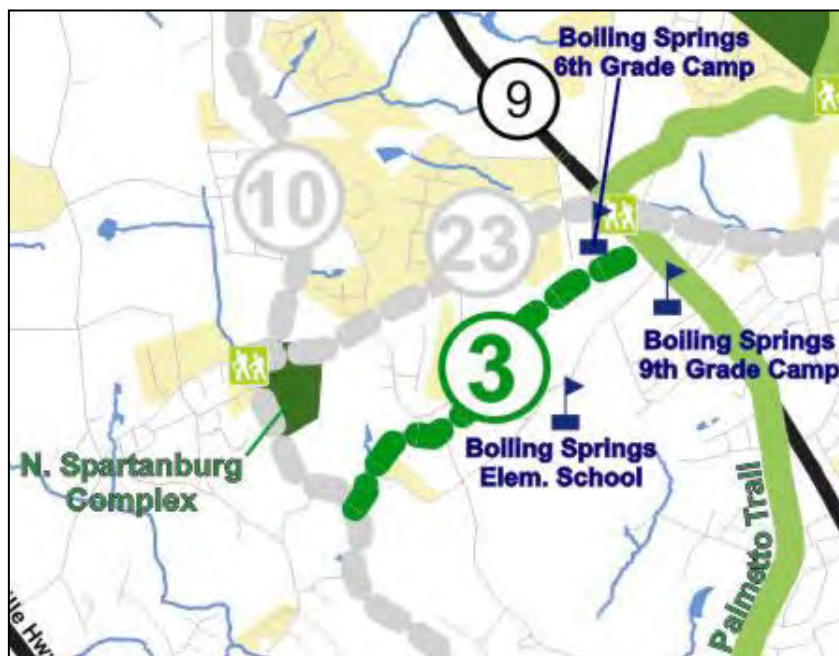 Boiling Springs
6th Grade Camp
9
10
23
3
Boiling Springs
9th Grade Camp
Boiling Springs
Elem. School
N. Spartanburg
Complex
Palmetto Trail